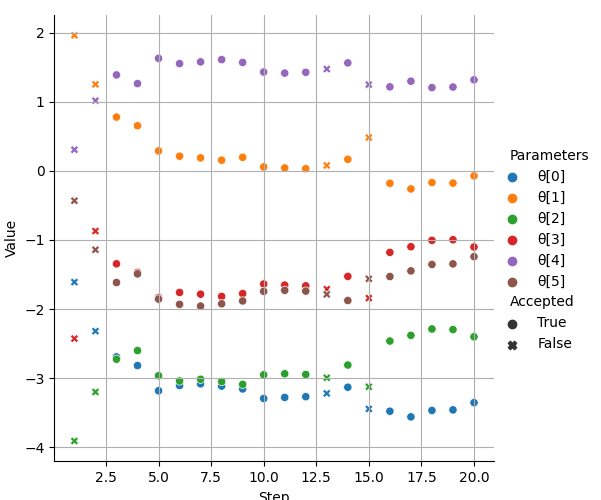 2
1
0
−1
−2
−3
−4
Value
2.5 5.0 7.5 10.0 12.5 15.0 17.5 20.0
Step
Parameters
θ[0]
θ[1]
θ[2]
θ[3]
θ[4]
θ[5]
Accepted
True
False